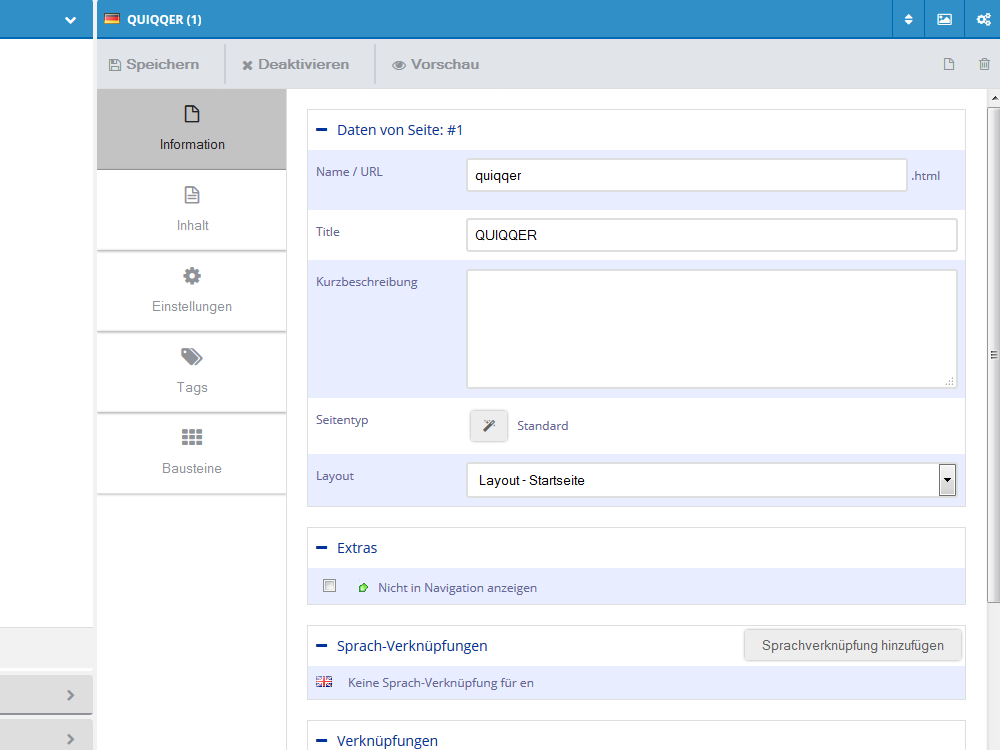 QUIQQER (1)
Speichern
Deaktivieren
Vorschau
Information
Inhalt
Einstellungen
Tags
Bausteine
Daten von Seite: #1
Name / URL
quiqqer
.html
Title
QUIQQER
Kurzbeschreibung
Seitentyp
Standard
Layout
Layout - Startseite
Extras
Nicht in Navigation anzeigen
Sprach-Verknüpfungen
Sprachverknüpfung hinzufügen
Keine Sprach-Verknüpfung für en
Verknüpfungen